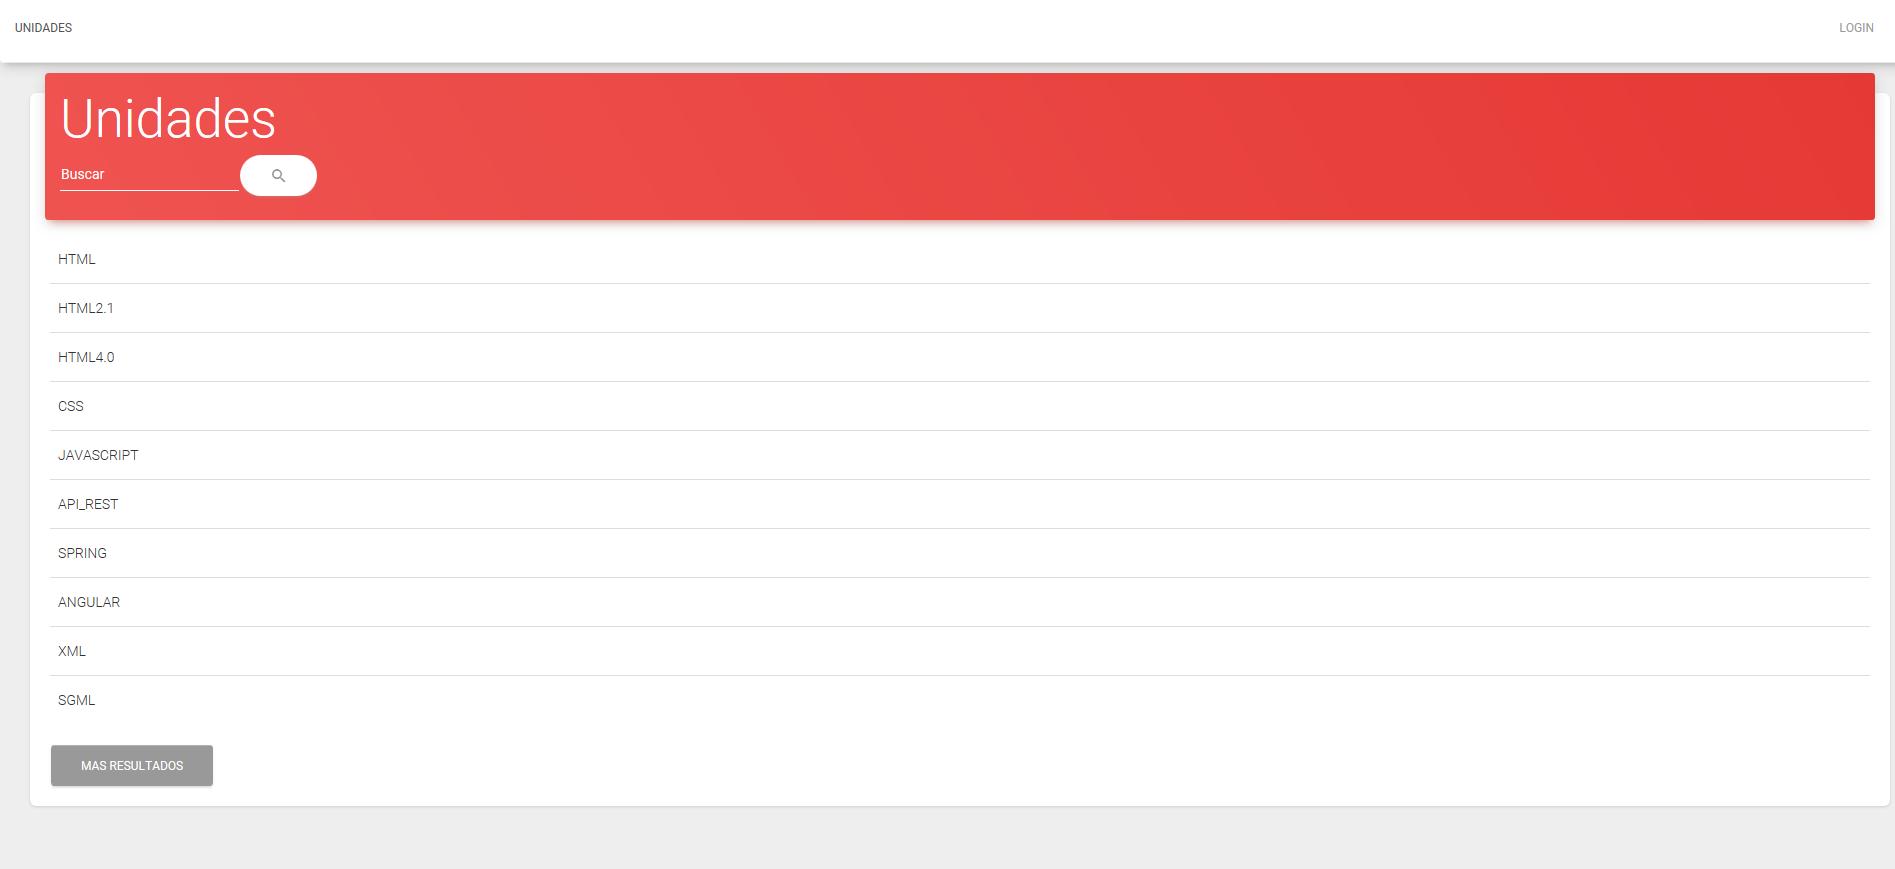 UNIDADES
LOGIN
Unidades
Buscar
HTML
HTML2.1
HTML4.0
CSS
JAVASCRIPT
API_REST
SPRING
ANGULAR
XML
SGML
MAS RESULTADOS